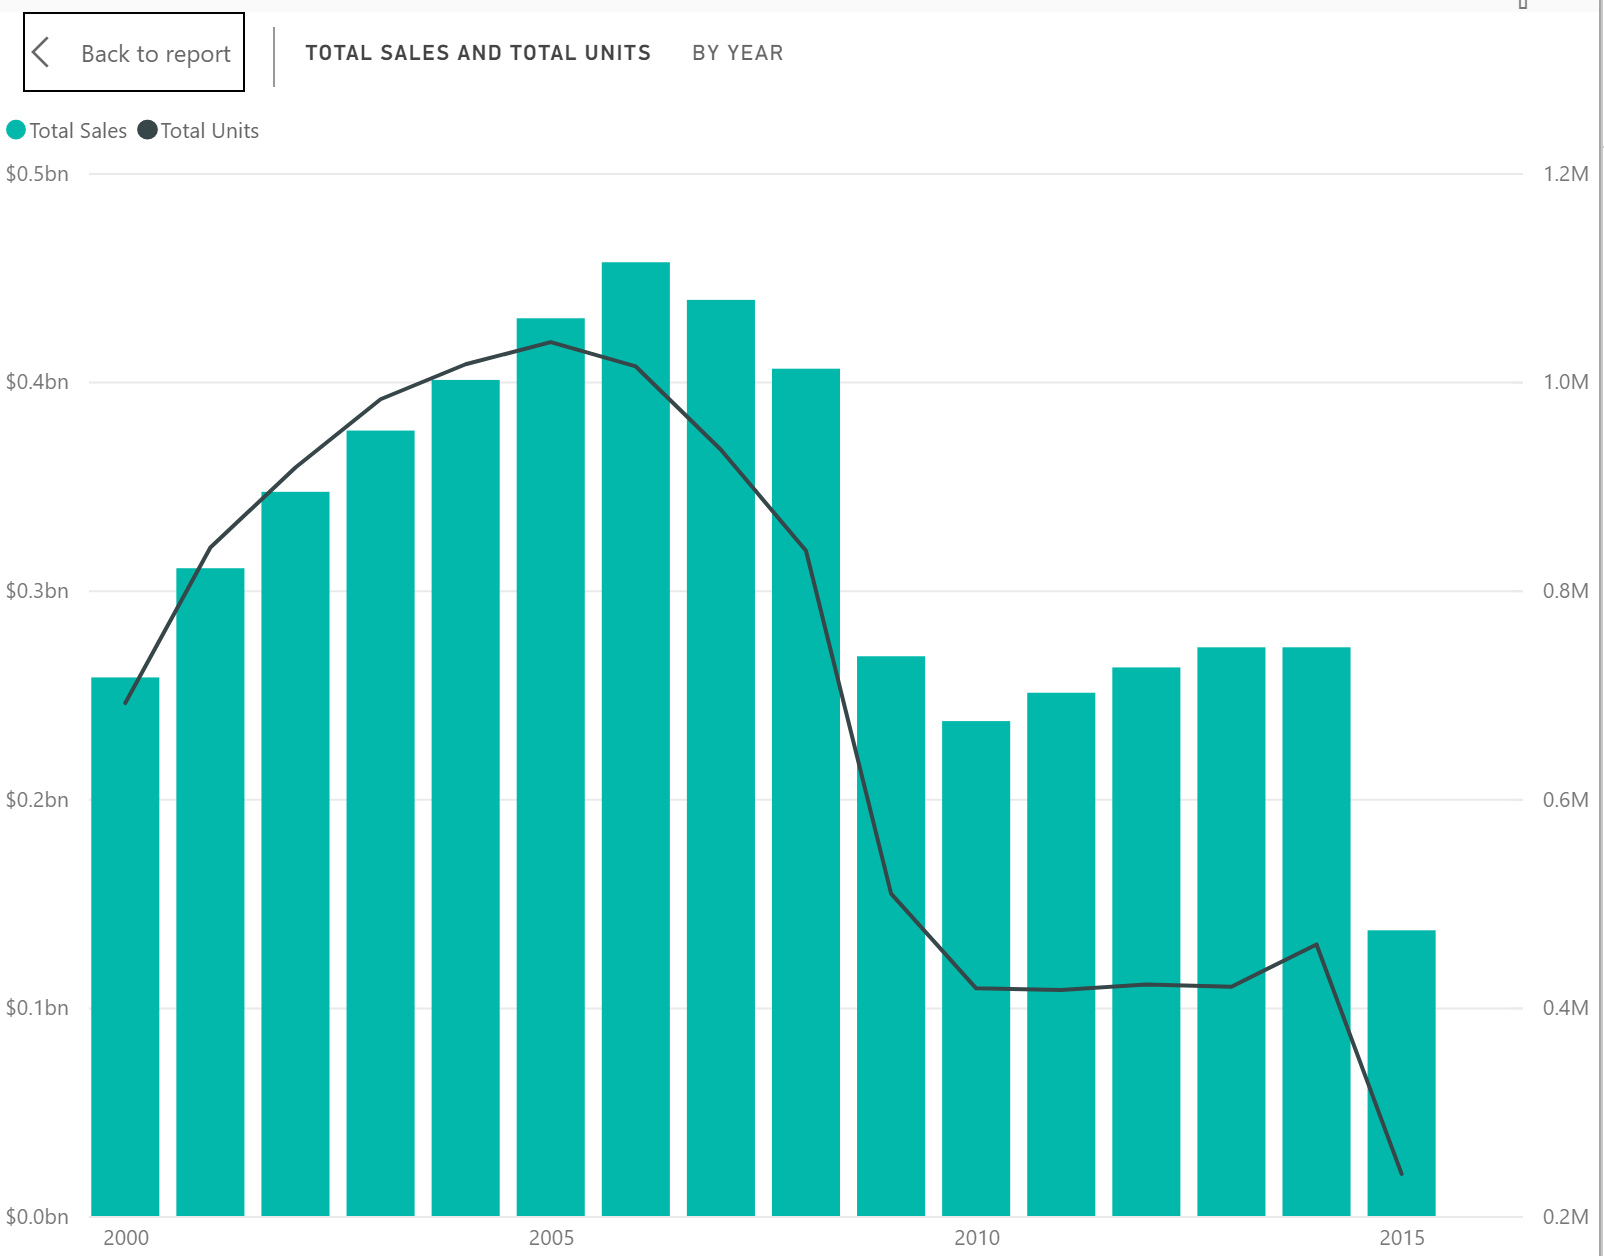 Back to report
TOTAL SALES AND TOTAL UNITS BY YEAR
Total Sales Total Units
$0.5bn 1.2M
$0.4bn 1.0M
$0.3bn 0.8M
$0.2bn 0.6M
$0.1bn 0.4M
$0.0bn 0.2M
2000 2005 2010 2015